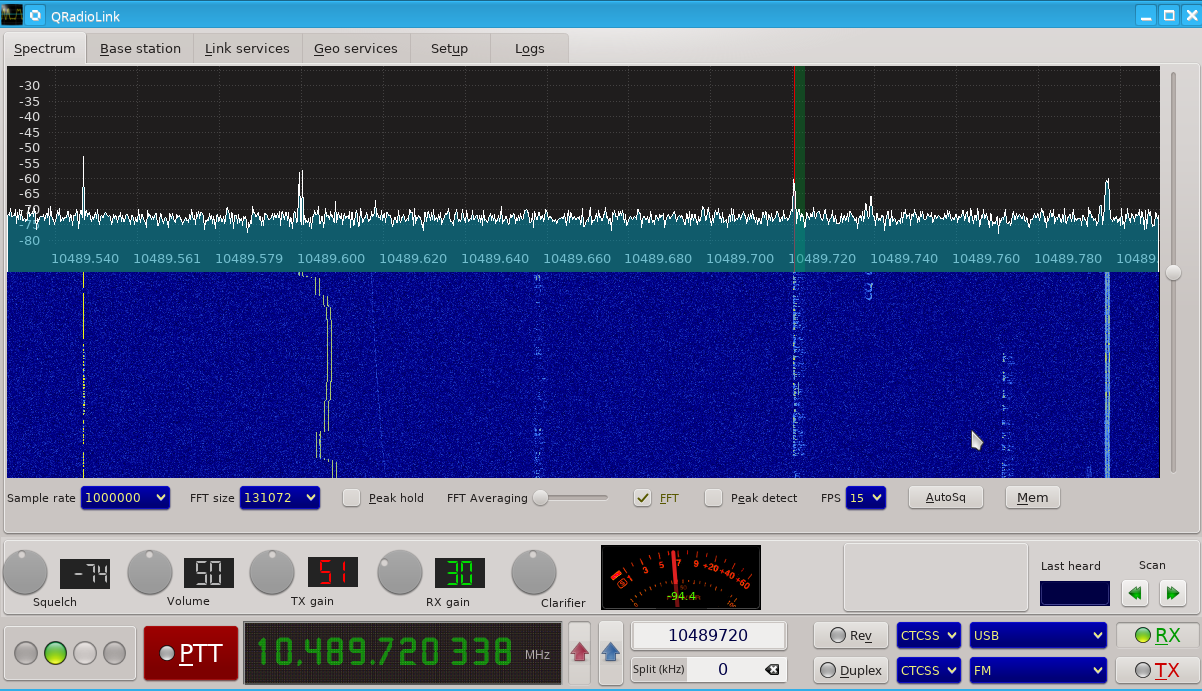 QRadioLink
Spectrum Base station Link services Geo services Setup Logs
-30
-35
-40
-45
-50
-55
-60
-65
-70
-75
-80
10489.540 10489.561 10489.579 10489.600 10489.620 10489.640 10489.660 10489.680 10489.700 10489.720 10489.740 10489.760 10489.780 10489.
Sample rate 1000000 FFT size 131072 Peak hold FFT Averaging FFT Peak detect FPS 15 AutoSq Mem
-74 50 51 30
Squelch Volume TX gain RX gain Clarifier
S 1 3 5 7 9 +20 +40 +60
-94.4
Last heard Scan
PTT 10,489.720 338 MHz
10489720 Rev CTCSS USB RX
Split (kHz) 0 Duplex CTCSS FM TX